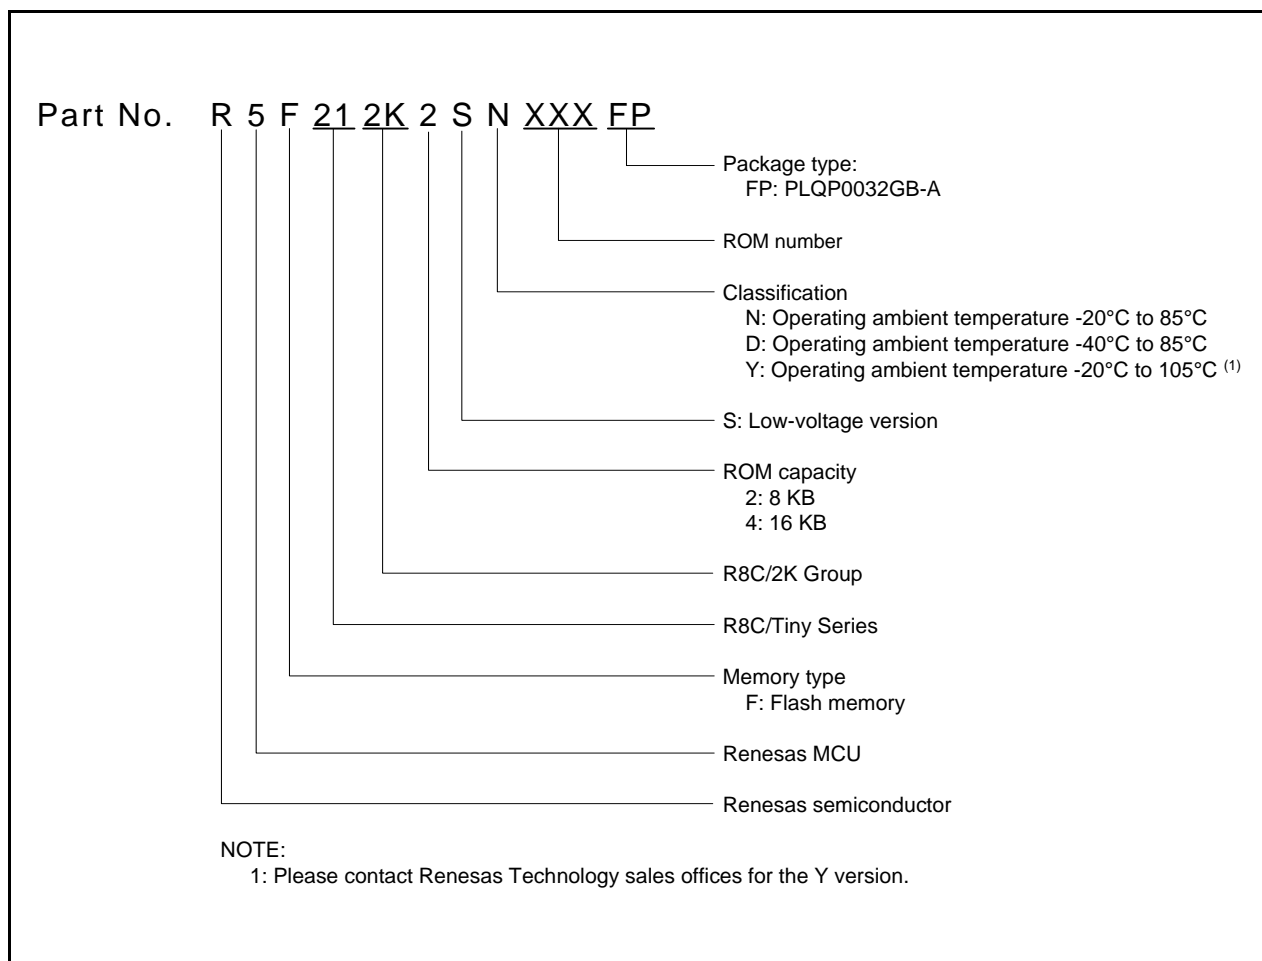 Part No. R 5 F 21 2K 2 S N XXX FP
Package type:
FP: PLQP0032GB-A
ROM number
Classification
N: Operating ambient temperature -20°C to 85°C
D: Operating ambient temperature -40°C to 85°C
Y: Operating ambient temperature -20°C to 105°C (1)
S: Low-voltage version
ROM capacity
2: 8 KB
4: 16 KB
R8C/2K Group
R8C/Tiny Series
Memory type
F: Flash memory
Renesas MCU
Renesas semiconductor
NOTE:
1: Please contact Renesas Technology sales offices for the Y version.